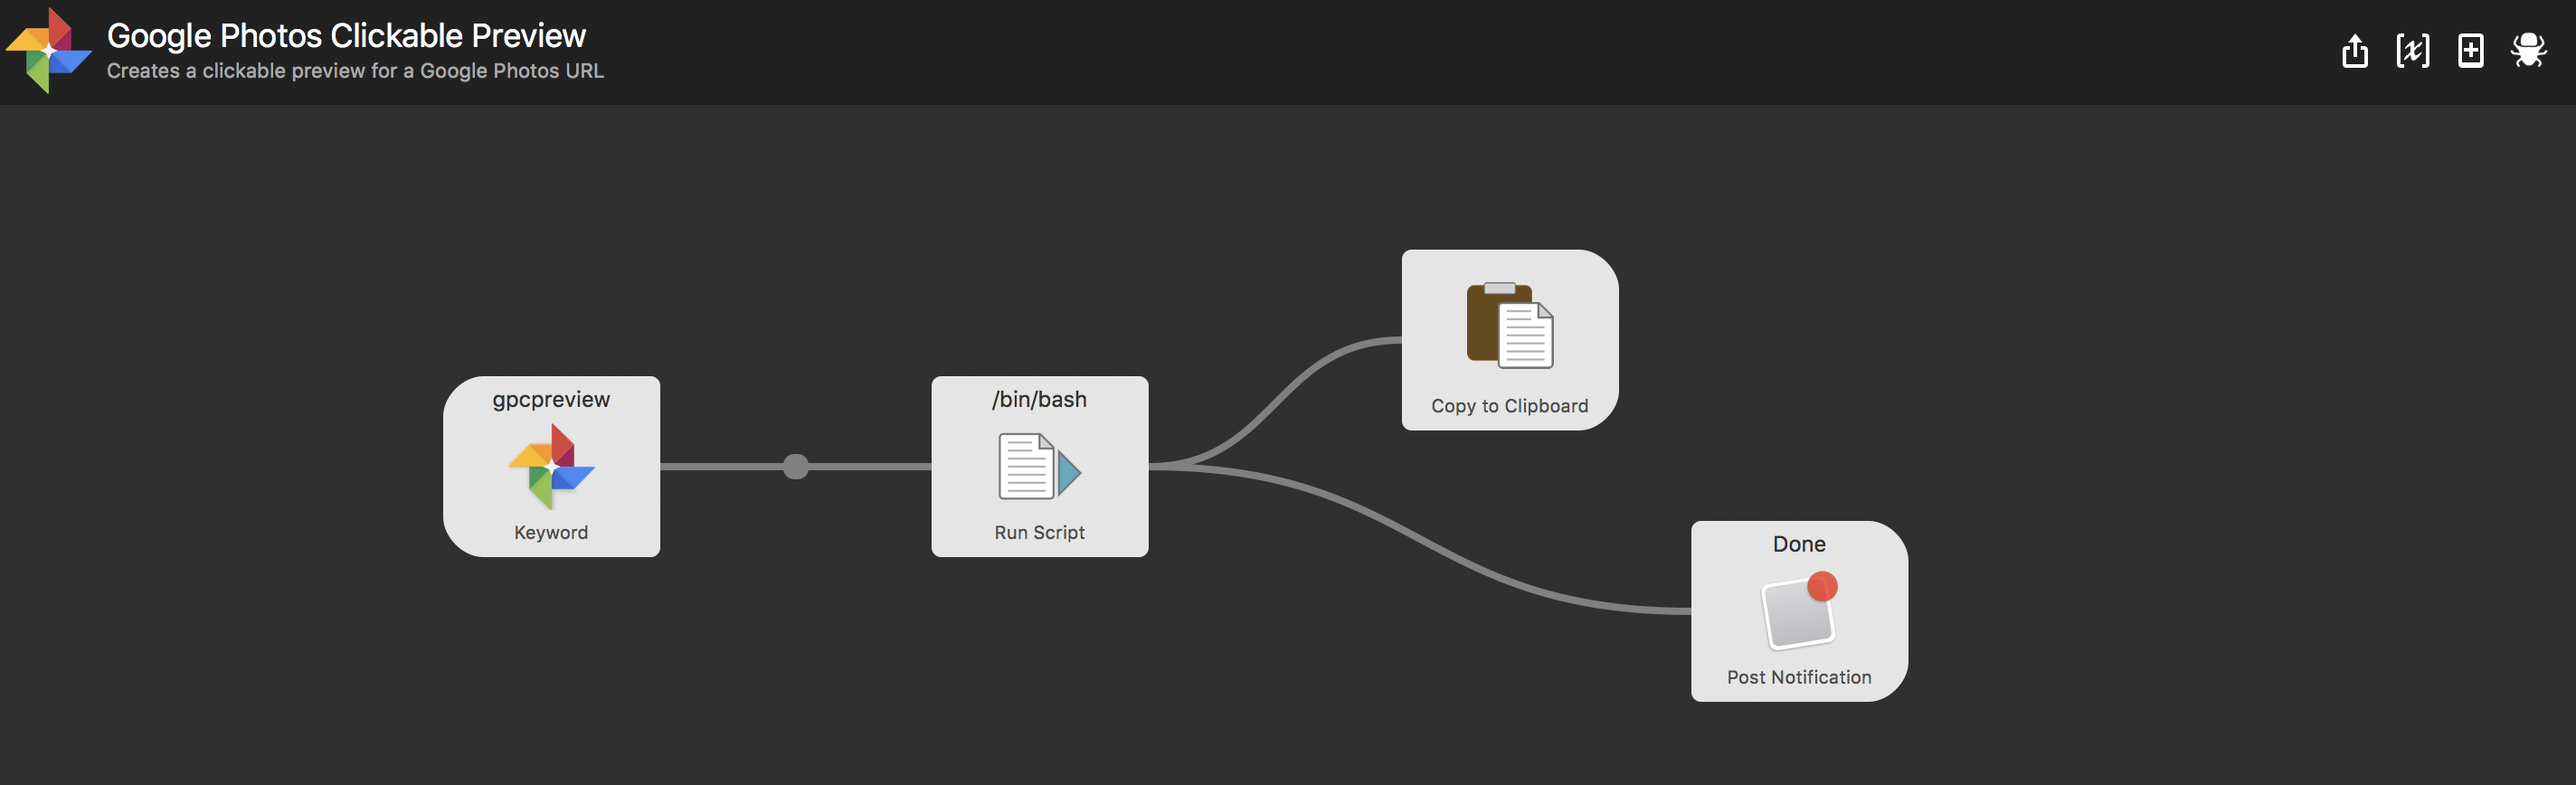 Google Photos Clickable Preview
Creates a clickable preview for a Google Photos URL
gpcpreview
Keyword
/bin/bash
Run Script
Copy to Clipboard
Done
Post Notification